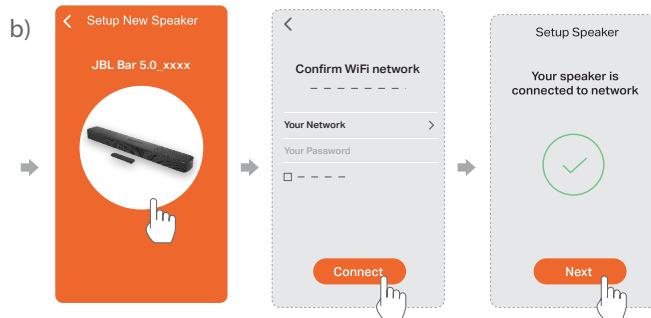 b)
Setup New Speaker
JBL Bar 5.0_xxxx
Confirm WiFi network
Your Network
Your Password
Connect
Setup Speaker
Your speaker is
connected to network
Next